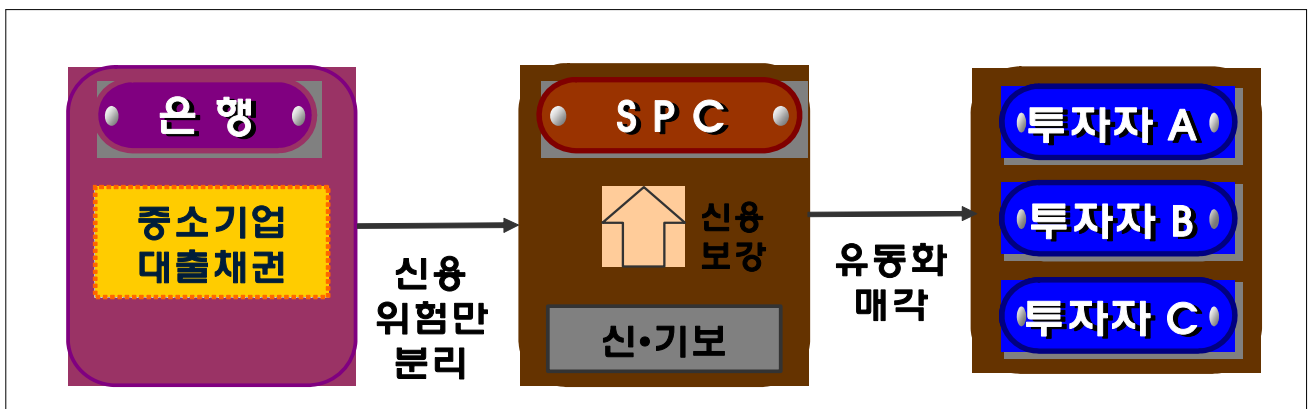 은 행
중소기업
대출채권
신용
위험만
분리
S P C
신용
보강
신•기보
유동화
매각
투자자 A
투자자 B
투자자 C